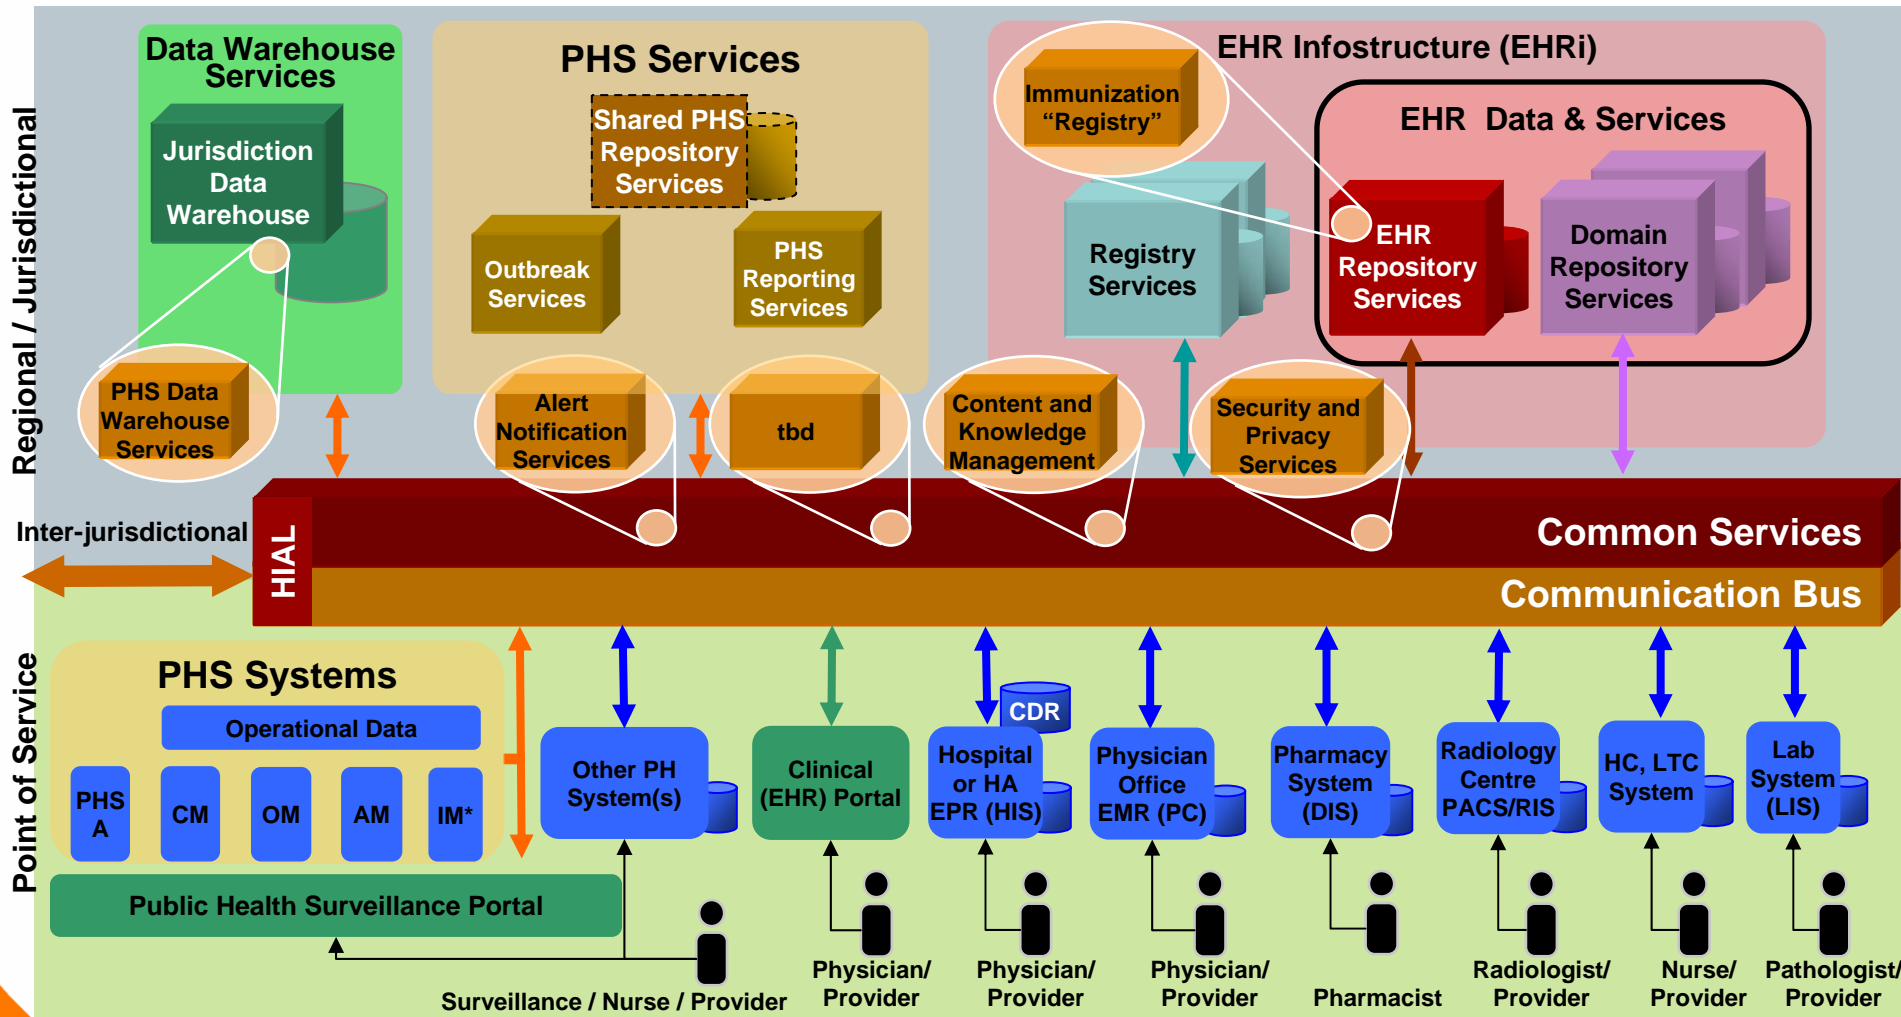 Regional / Jurisdictional
Data Warehouse
Services
Jurisdiction
Data
Warehouse
PHS Data
Warehouse
Services
PHS Services
Shared PHS
Repository
Services
Outbreak
Services
PHS
Reporting
Services
Alert
Notification
Services
tbd
EHR Infostructure (EHRi)
Immunization
“Registry”
EHR Data & Services
Registry
Services
EHR
Repository
Services
Domain
Repository
Services
Content and
Knowledge
Management
Security and
Privacy
Services
Inter-jurisdictional
HIAL
Common Services
Communication Bus
Point of Service
PHS Systems
Operational Data
PHS
A
CM
OM
AM
IM*
Public Health Surveillance Portal
Other PH
System(s)
Clinical
(EHR) Portal
CDR
Hospital
or HA
EPR (HIS)
Physician
Office
EMR (PC)
Pharmacy
System
(DIS)
Radiology
Centre
PACS/RIS
HC, LTC
System
Lab
System
(LIS)
Surveillance / Nurse / Provider
Physician/
Provider
Physician/
Provider
Physician/
Provider
Pharmacist
Radiologist/
Provider
Nurse/
Provider
Pathologist/
Provider